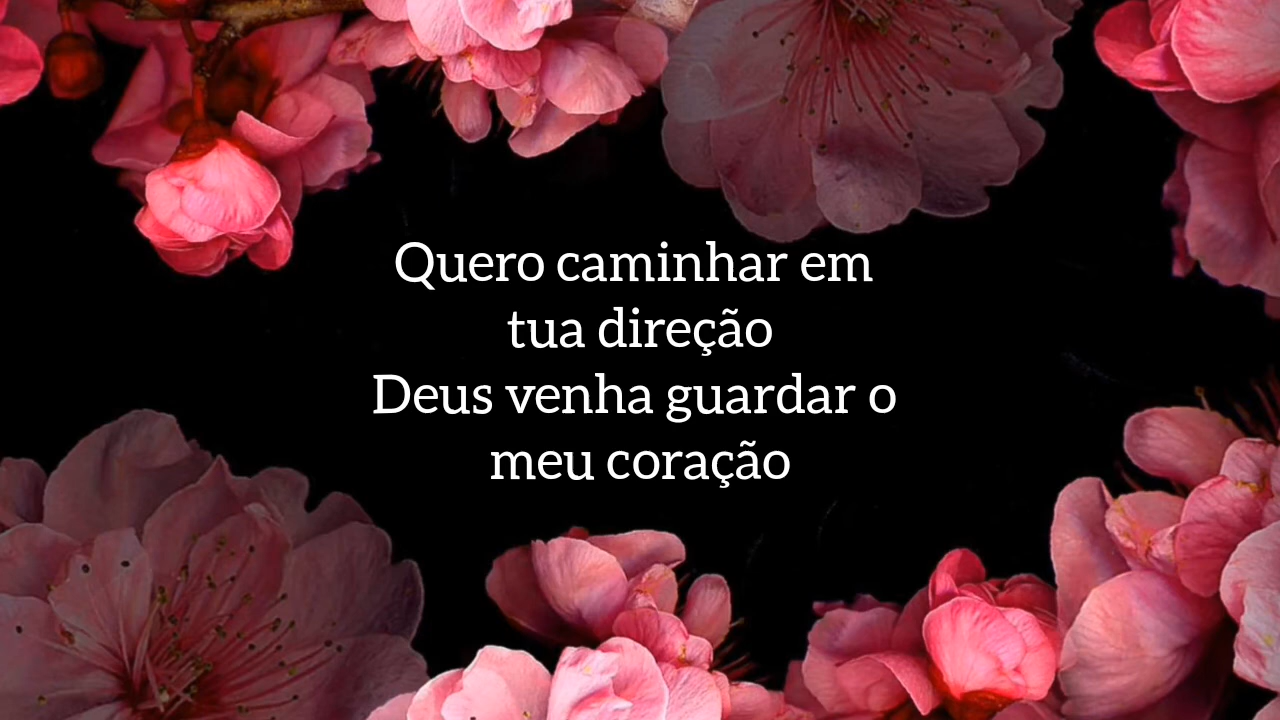 Quero caminhar em
tua direção
Deus venha guardar o
meu coração